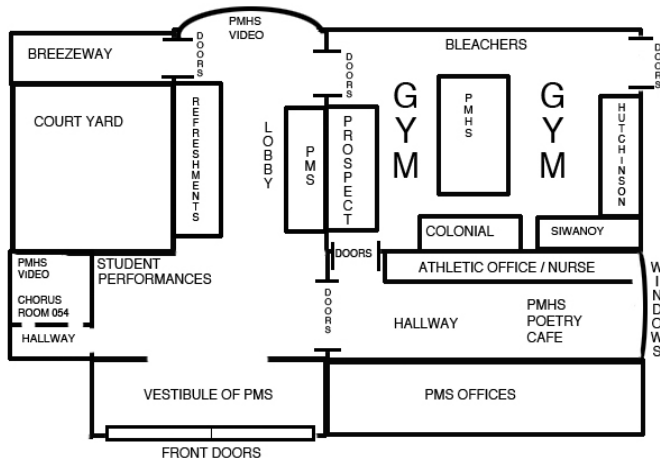 PMHS
VIDEO
BREEZEWAY
DOORS
DOORS
BLEACHERS
DOORS
COURT YARD
REFRESHMENTS
LOBBY
PMS
PROSPECT
GYM
PMHS
GYM
HUTCHINSON
COLONIAL
SIWANOY
DOORS
PMHS
VIDEO
CHORUS
ROOM 054
STUDENT
PERFORMANCES
ATHLETIC OFFICE / NURSE
WINDOWS
DOORS
HALLWAY
PMHS
POETRY
CAFE
HALLWAY
VESTIBULE OF PMS
PMS OFFICES
FRONT DOORS